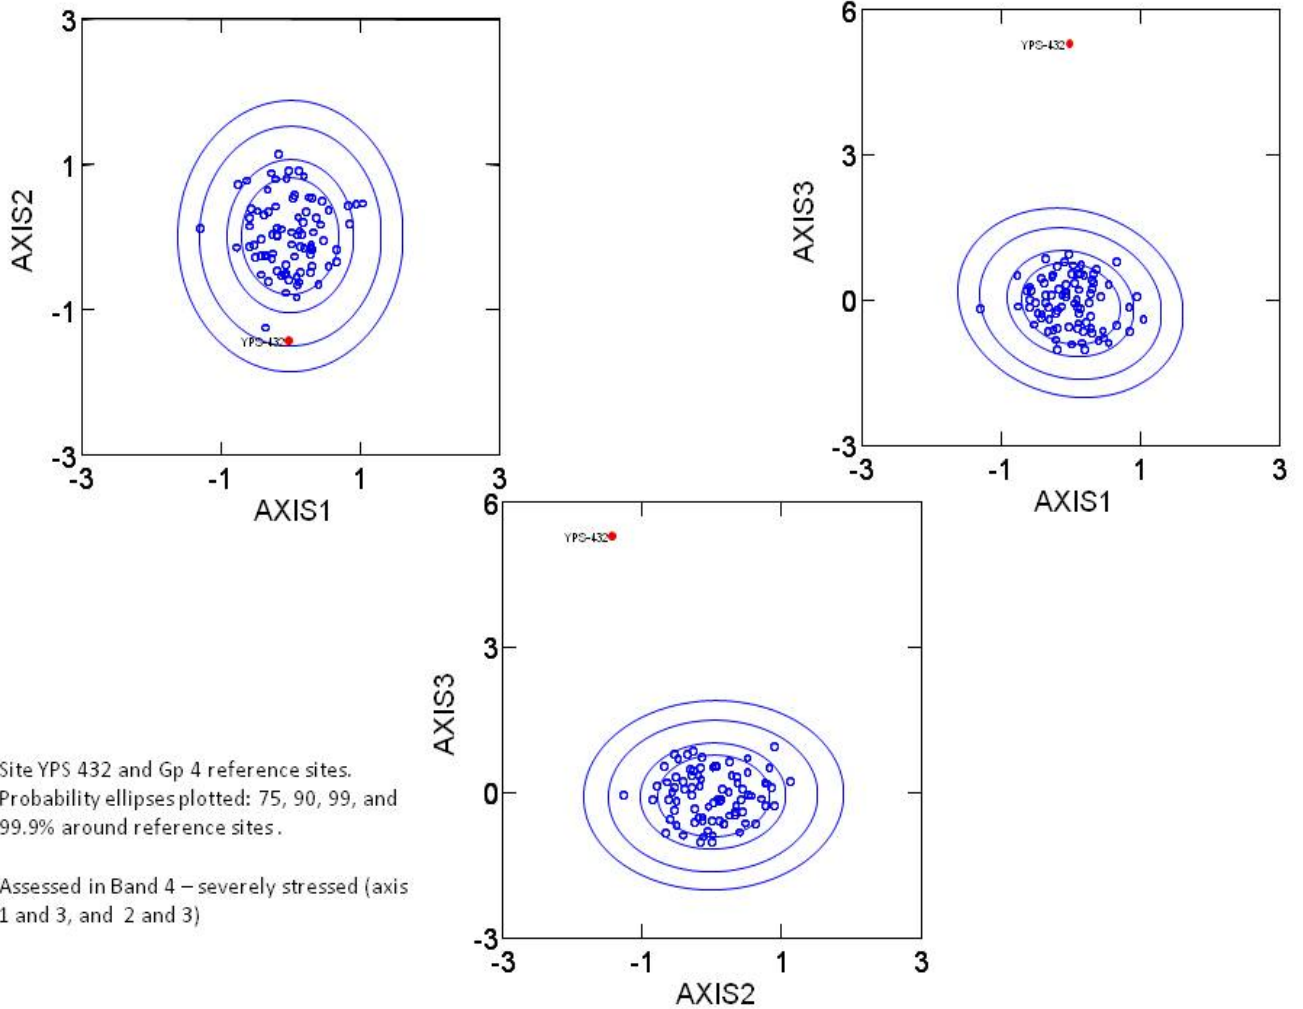 3
1
-1
-3
-3
-1
1
3
AXIS2
AXIS1
YPS-432
6
3
0
-3
-3
-1
1
3
AXIS3
AXIS1
YPS-432
6
3
0
-3
-3
-1
1
3
AXIS3
AXIS2
YPS-432
Site YPS 432 and Gp 4 reference sites.
Probability ellipses plotted: 75, 90, 99, and
99.9% around reference sites.
Assessed in Band 4 – severely stressed (axis
1 and 3, and 2 and 3)